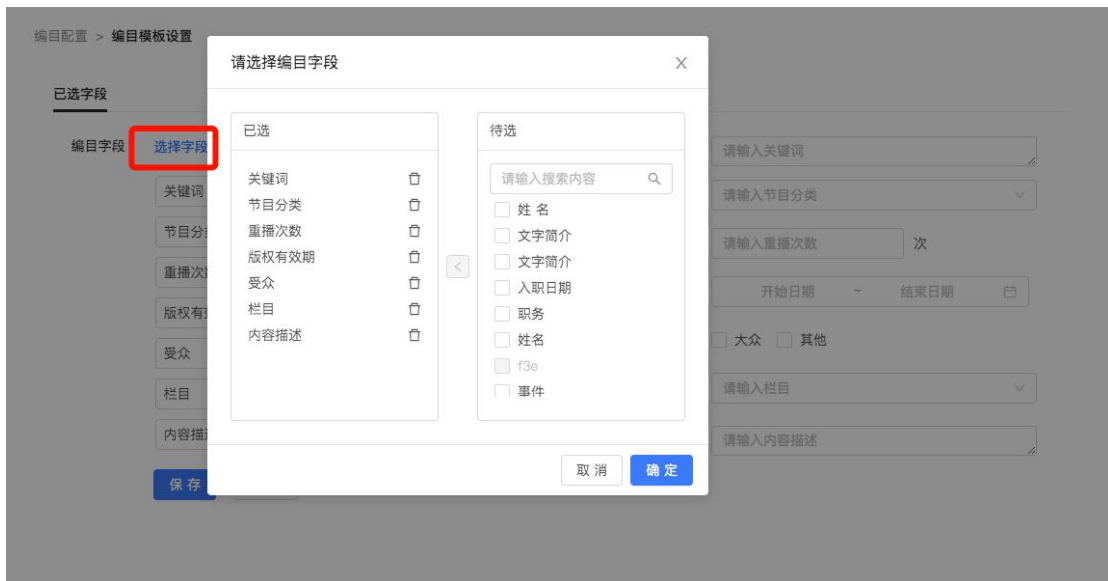 编目配置 > 编目模板设置
已选字段
编目字段 选择字段
关键词
节目分
重播次
版权有
受众
栏目
内容描
保 存
请选择编目字段
已选
关键词
节目分类
重播次数
版权有效期
受众
栏目
内容描述
<
待选
请输入搜索内容
姓 名
文字简介
文字简介
入职日期
职务
姓名
f3e
事件
取 消 确 定
请输入关键词
请输入节目分类
请输入重播次数 次
开始日期 ~ 结束日期
大众 其他
请输入栏目
请输入内容描述